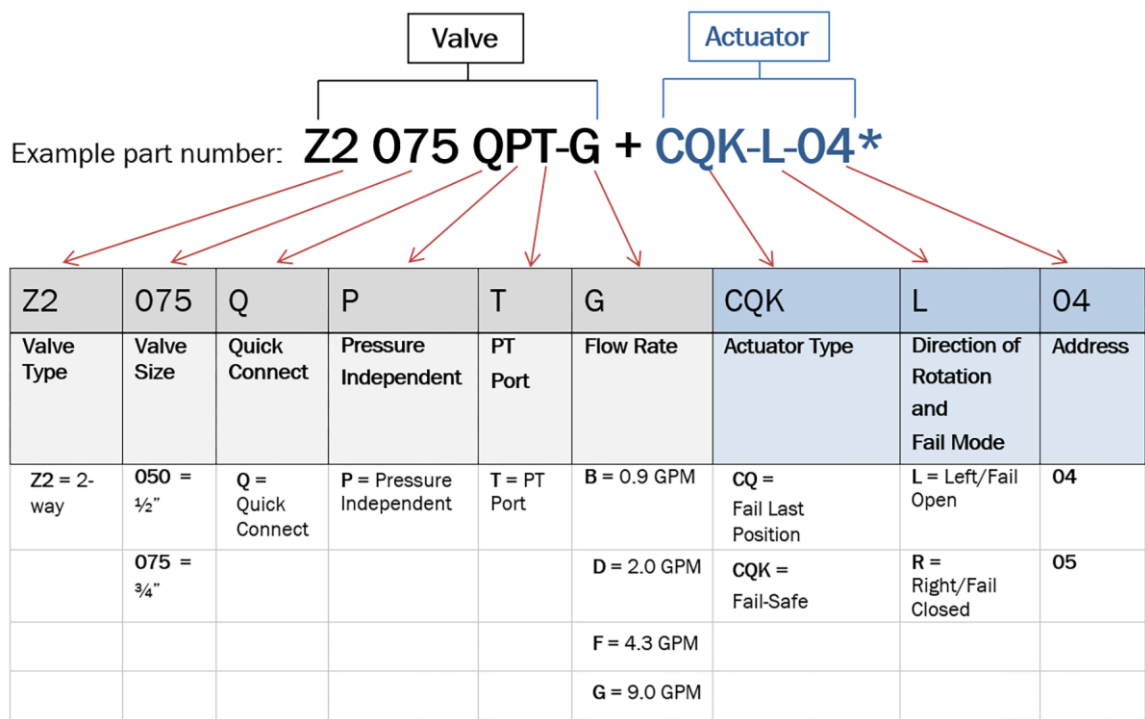 Valve
Actuator
Example part number: Z2 075 QPT-G + CQK-L-04*
Z2 075 Q P T G CQK L 04
Valve Type
Valve Size
Quick Connect
Pressure Independent
PT Port
Flow Rate
Actuator Type
Direction of Rotation and Fail Mode
Address
Z2 = 2-way
050 = ½”
Q = Quick Connect
P = Pressure Independent
T = PT Port
B = 0.9 GPM
CQ = Fail Last Position
L = Left/Fail Open
04
075 = ¾”
D = 2.0 GPM
CQK = Fail-Safe
R = Right/Fail Closed
05
F = 4.3 GPM
G = 9.0 GPM